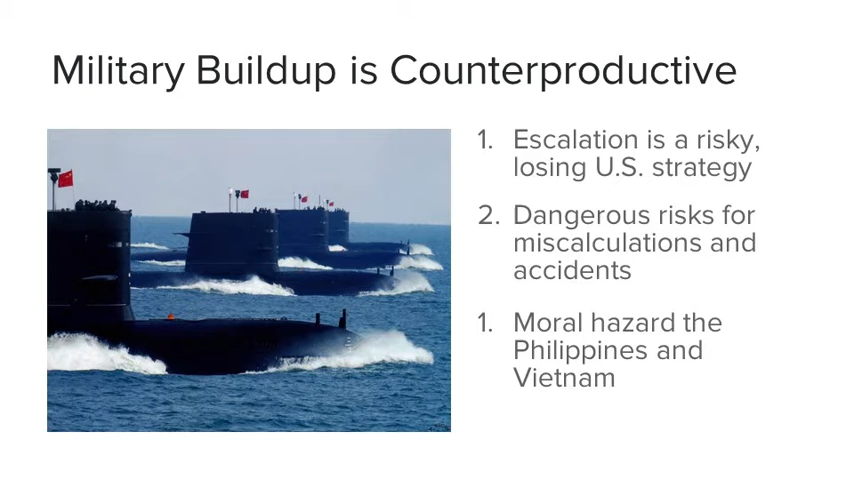 Military Buildup is Counterproductive
1. Escalation is a risky,
losing U.S. strategy
2. Dangerous risks for
miscalculations and
accidents
1. Moral hazard the
Philippines and
Vietnam